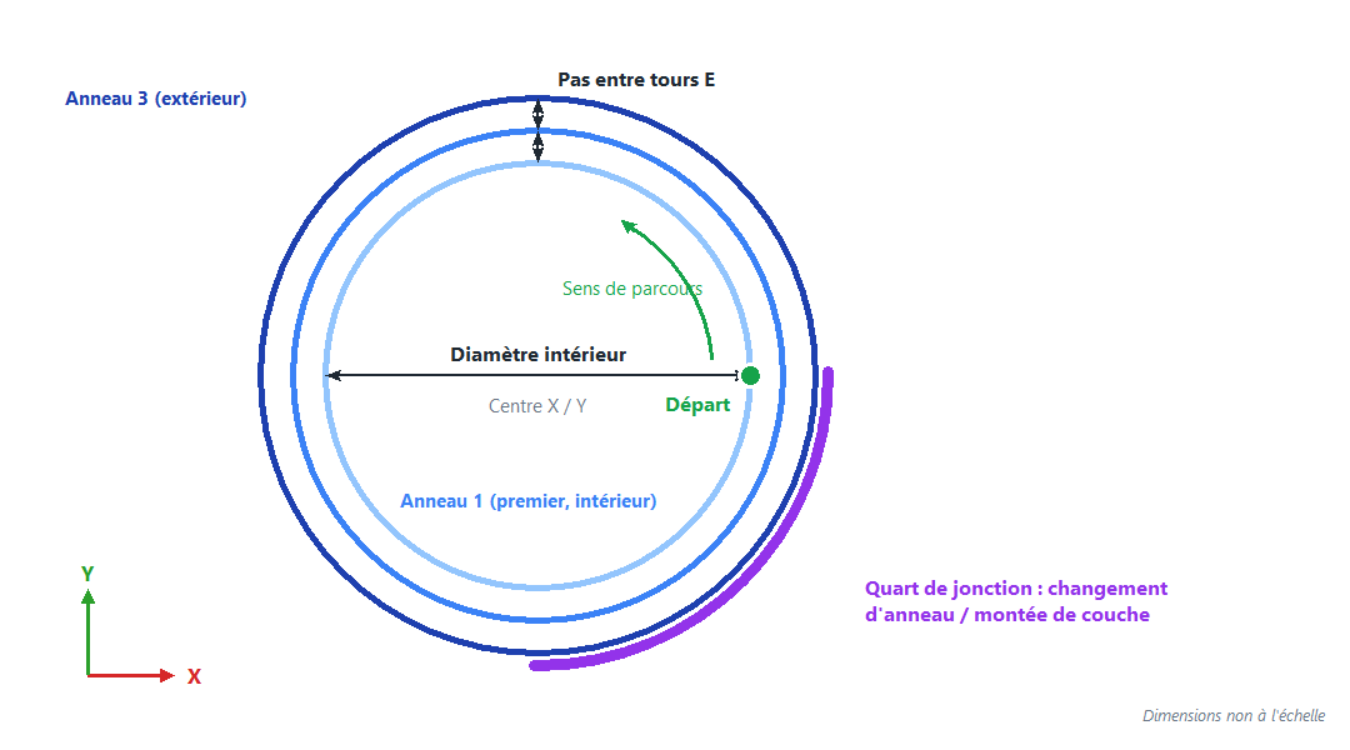 Pas entre tours E
Anneau 3 (extérieur)
Sens de parcours
Diamètre intérieur
Centre X / Y
Départ
Anneau 1 (premier, intérieur)
Y
Quart de jonction : changement
d'anneau / montée de couche
X
Dimensions non à l'échelle